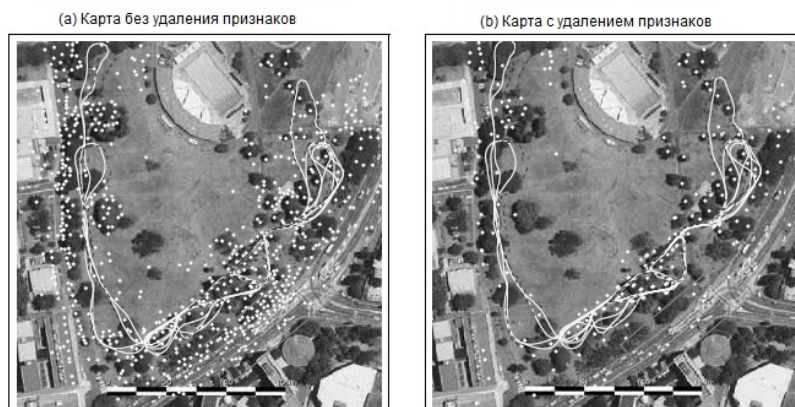 (a) Карта без удаления признаков
(b) Карта с удалением признаков